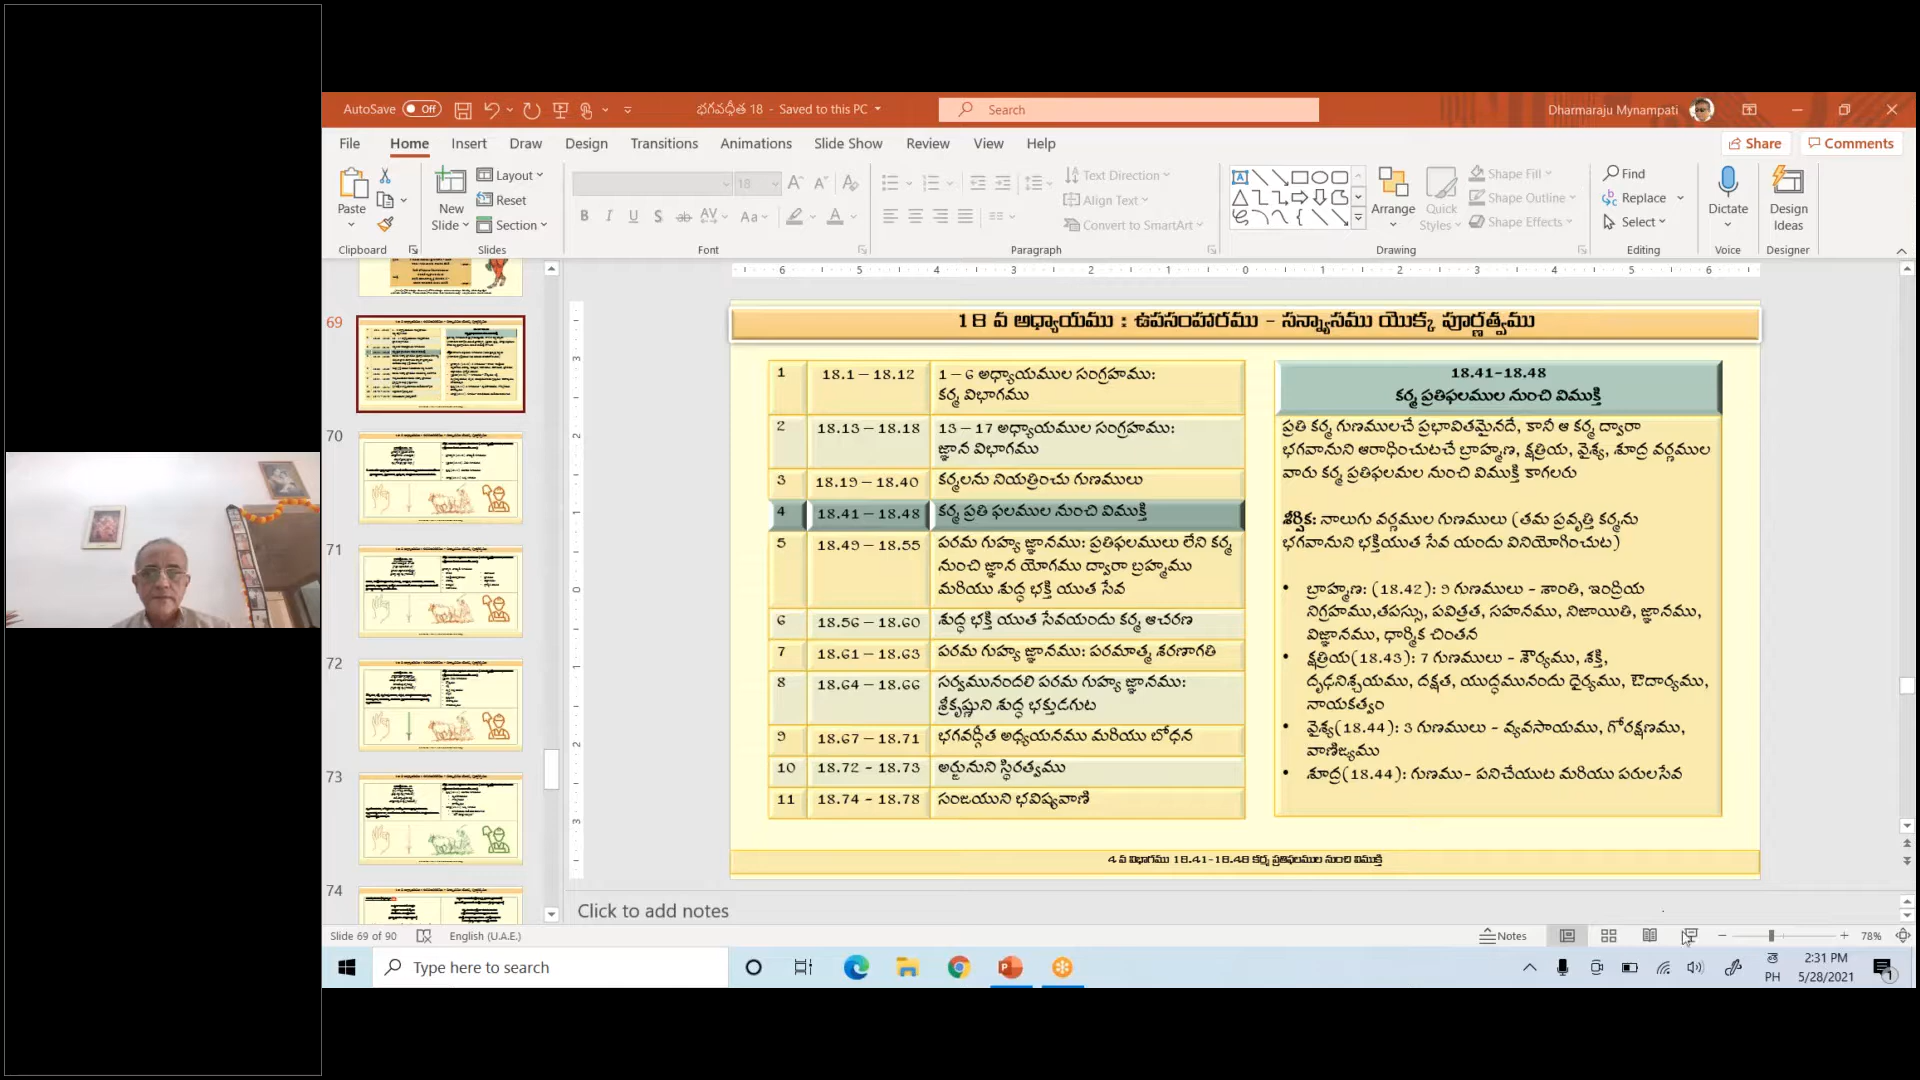 AutoSave Off
భగవధ్గీత 18 - Saved to this PC
Search
Dharmaraju Mynampati
File Home Insert Draw Design Transitions Animations Slide Show Review View Help
Share Comments
Paste
New Slide
Layout
Reset
Section
18
Text Direction
Align Text
Convert to SmartArt
Arrange
Quick Styles
Shape Fill
Shape Outline
Shape Effects
Find
Replace
Select
Dictate
Design Ideas
Clipboard Slides Font Paragraph Drawing Editing Voice Designer
69
70
71
72
73
74
18 వ అధ్యాయము : ఉపసంహారము - సన్న్యాసము యొక్క పూర్ణత్వము
1 18.1 – 18.12 1 – 6 అధ్యాయముల సంగ్రహము:
కర్మ విభాగము
2 18.13 – 18.18 13 – 17 అధ్యాయముల సంగ్రహము:
జ్ఞాన విభాగము
3 18.19 – 18.40 కర్మలను నియత్రించు గుణములు
4 18.41 – 18.48 కర్మ ప్రతి ఫలముల నుంచి విముక్తి
5 18.49 – 18.55 పరమ గుహ్య జ్ఞానము: ప్రతిఫలములు లేని కర్మ
నుంచి జ్ఞాన యోగము ద్వారా బ్రహ్మము
మరియు శుద్ధ భక్తి యుత సేవ
6 18.56 – 18.60 శుద్ధ భక్తి యుత సేవయందు కర్మ ఆచరణ
7 18.61 – 18.63 పరమ గుహ్య జ్ఞానము: పరమాత్మ శరణాగతి
8 18.64 – 18.66 సర్వమునందలి పరమ గుహ్య జ్ఞానము:
శ్రీకృష్ణుని శుద్ధ భక్తుడగుట
9 18.67 – 18.71 భగవద్గీత అధ్యయనము మరియు బోధన
10 18.72 - 18.73 అర్జునుని స్థిరత్వము
11 18.74 - 18.78 సంజయుని భవిష్యవాణి
18.41-18.48
కర్మ ప్రతిఫలముల నుంచి విముక్తి
ప్రతి కర్మ గుణములచే ప్రభావితమైనదే, కానీ ఆ కర్మ ద్వారా
భగవానుని ఆరాధించుటచే బ్రాహ్మణ, క్షత్రియ, వైశ్య, శూద్ర వర్ణముల
వారు కర్మ ప్రతిఫలమల నుంచి విముక్తి కాగలరు
శీర్షిక: నాలుగు వర్ణముల గుణములు (తమ ప్రవృత్తి కర్మను
భగవానుని భక్తియుత సేవ యందు వినియోగించుట)
• బ్రాహ్మణ: (18.42): 9 గుణములు - శాంతి, ఇంద్రియ
నిగ్రహము,తపస్సు, పవిత్రత, సహనము, నిజాయితి, జ్ఞానము,
విజ్ఞానము, ధార్మిక చింతన
• క్షత్రియ(18.43): 7 గుణములు - శౌర్యము, శక్తి,
దృఢనిశ్చయము, దక్షత, యుద్ధమునందు ధైర్యము, ఔదార్యము,
నాయకత్వం
• వైశ్య(18.44): 3 గుణములు - వ్యవసాయము, గోరక్షణము,
వాణిజ్యము
• శూద్ర(18.44): గుణము- పనిచేయుట మరియు పరులసేవ
4 వ విభాగము 18.41-18.48 కర్మ ప్రతిఫలముల నుంచి విముక్తి
Click to add notes
Slide 69 of 90 English (U.A.E.) Notes 78%
Type here to search
తె
PH
2:31 PM
5/28/2021
1